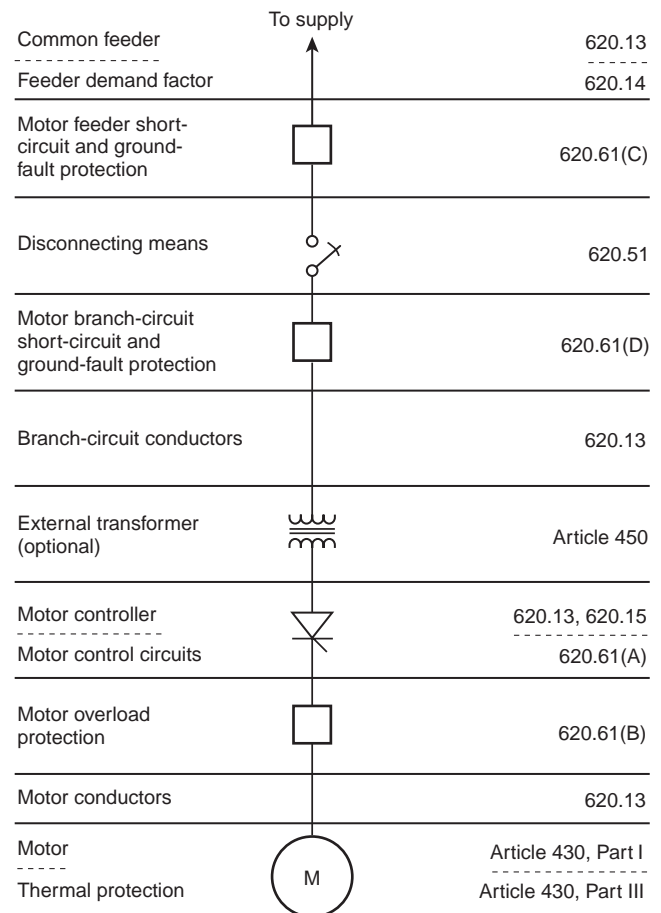 To supply
Common feeder 620.13
Feeder demand factor 620.14
Motor feeder short-
circuit and ground-
fault protection 620.61(C)
Disconnecting means 620.51
Motor branch-circuit
short-circuit and
ground-fault protection 620.61(D)
Branch-circuit conductors 620.13
External transformer
(optional) Article 450
Motor controller 620.13, 620.15
Motor control circuits 620.61(A)
Motor overload
protection 620.61(B)
Motor conductors 620.13
Motor Article 430, Part I
M
Thermal protection Article 430, Part III